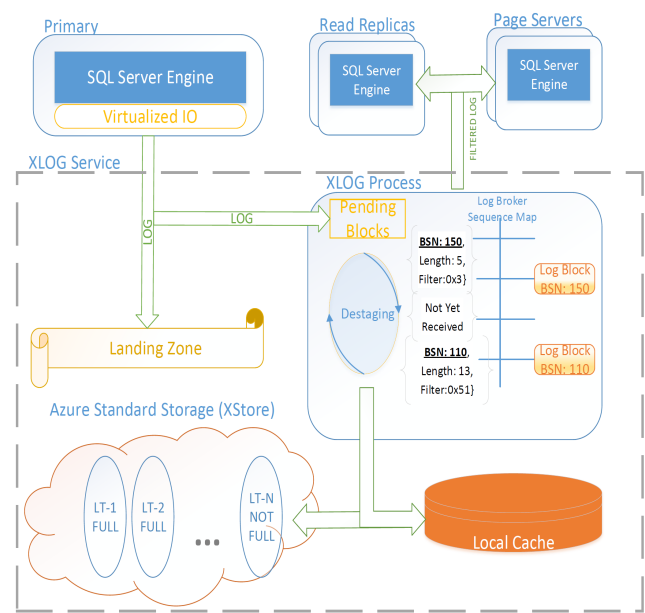 Primary
SQL Server Engine
Virtualized IO
Read Replicas
SQL Server
Engine
Page Servers
SQL Server
Engine
FILTERED LOG
XLOG Service
LOG
LOG
XLOG Process
Pending
Blocks
Log Broker
Sequence Map
BSN: 150,
Length: 5,
Filter:0x3}
Log Block
BSN: 150
Destaging
Not Yet
Received
BSN: 110,
Length: 13,
Filter:0x51}
Log Block
BSN: 110
Landing Zone
Azure Standard Storage (XStore)
LT-1
FULL
LT-2
FULL
...
LT-N
NOT
FULL
Local Cache